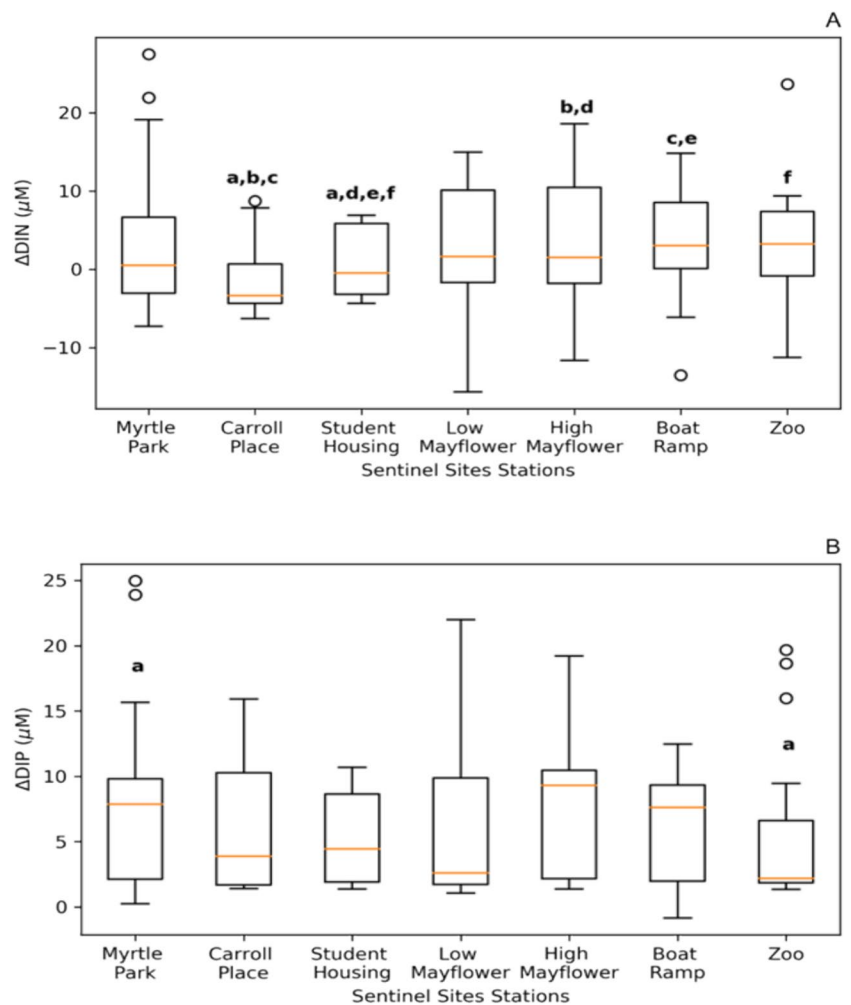 A
a,b,c
a,d,e,f
b,d
c,e
f
20
10
0
−10
ΔDIN (μM)
Myrtle Park
Carroll Place
Student Housing
Low Mayflower
High Mayflower
Boat Ramp
Zoo
Sentinel Sites Stations
B
a
a
25
20
15
10
5
0
ΔDIP (μM)
Myrtle Park
Carroll Place
Student Housing
Low Mayflower
High Mayflower
Boat Ramp
Zoo
Sentinel Sites Stations